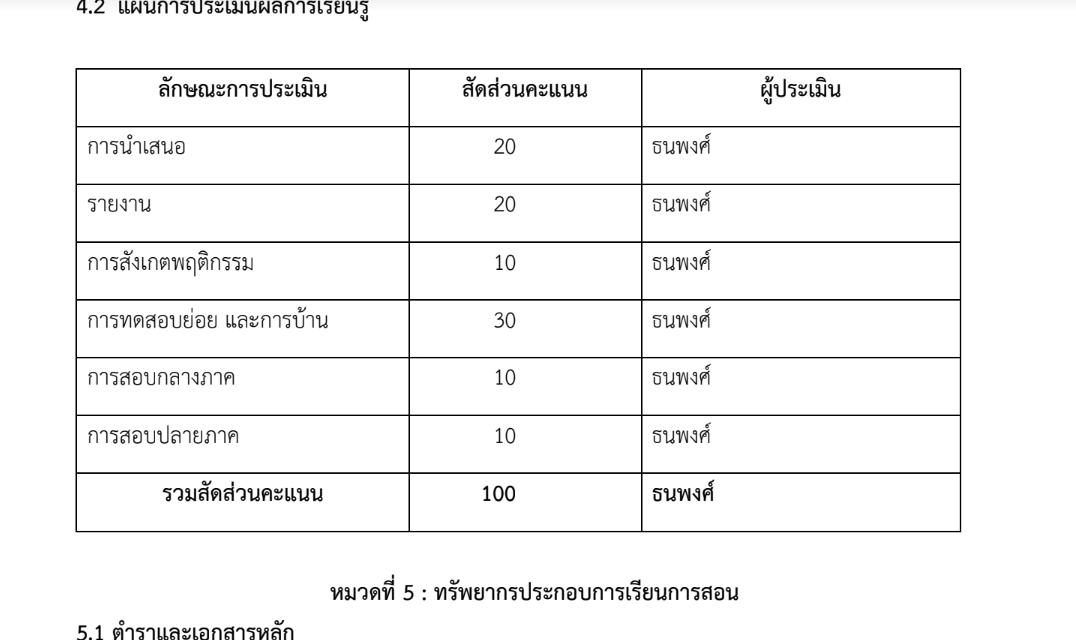 4.2 แผนการประเมินผลการเรียนรู้
ลักษณะการประเมิน สัดส่วนคะแนน ผู้ประเมิน
การนำเสนอ 20 ธนพงศ์
รายงาน 20 ธนพงศ์
การสังเกตพฤติกรรม 10 ธนพงศ์
การทดสอบย่อย และการบ้าน 30 ธนพงศ์
การสอบกลางภาค 10 ธนพงศ์
การสอบปลายภาค 10 ธนพงศ์
รวมสัดส่วนคะแนน 100 ธนพงศ์
หมวดที่ 5 : ทรัพยากรประกอบการเรียนการสอน
5.1 ตำราและเอกสารหลัก